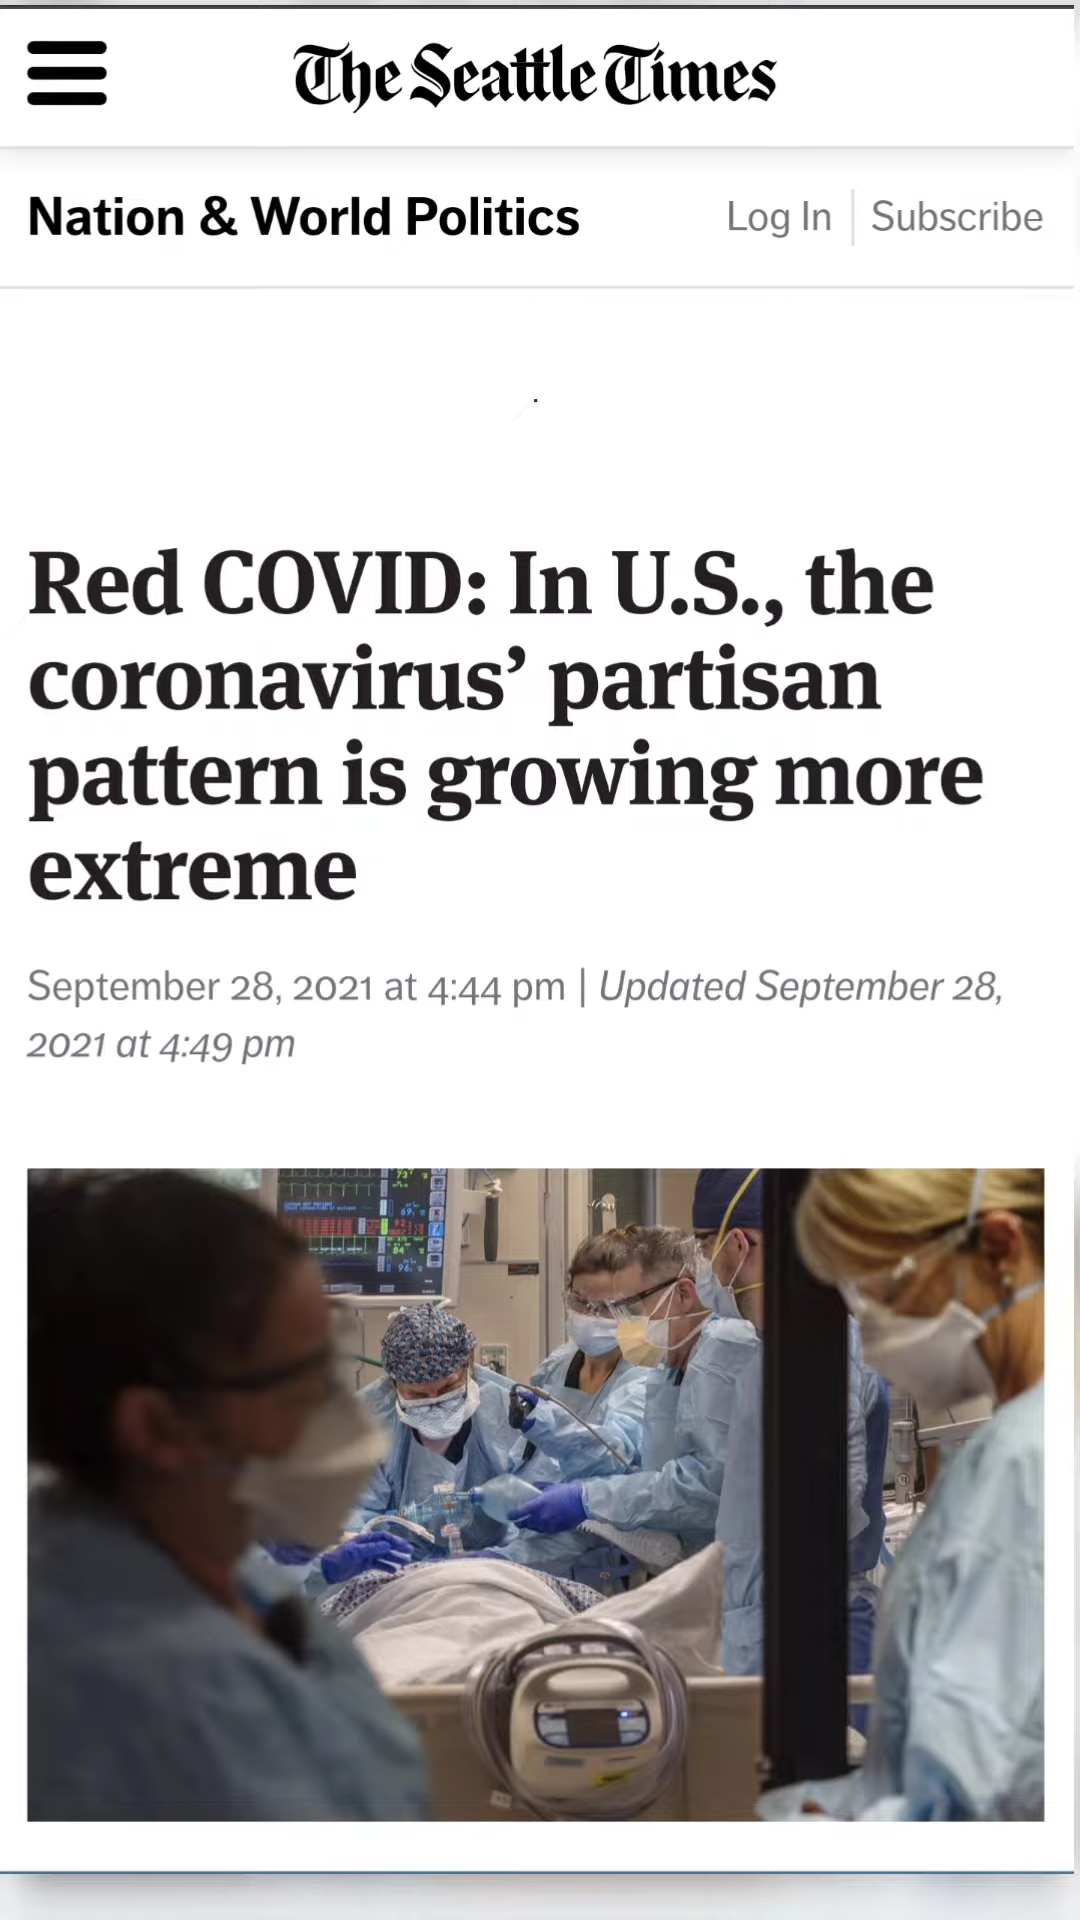 The Seattle Times
Nation & World Politics
Log In
Subscribe
Red COVID: In U.S., the
coronavirus’ partisan
pattern is growing more
extreme
September 28, 2021 at 4:44 pm | Updated September 28,
2021 at 4:49 pm